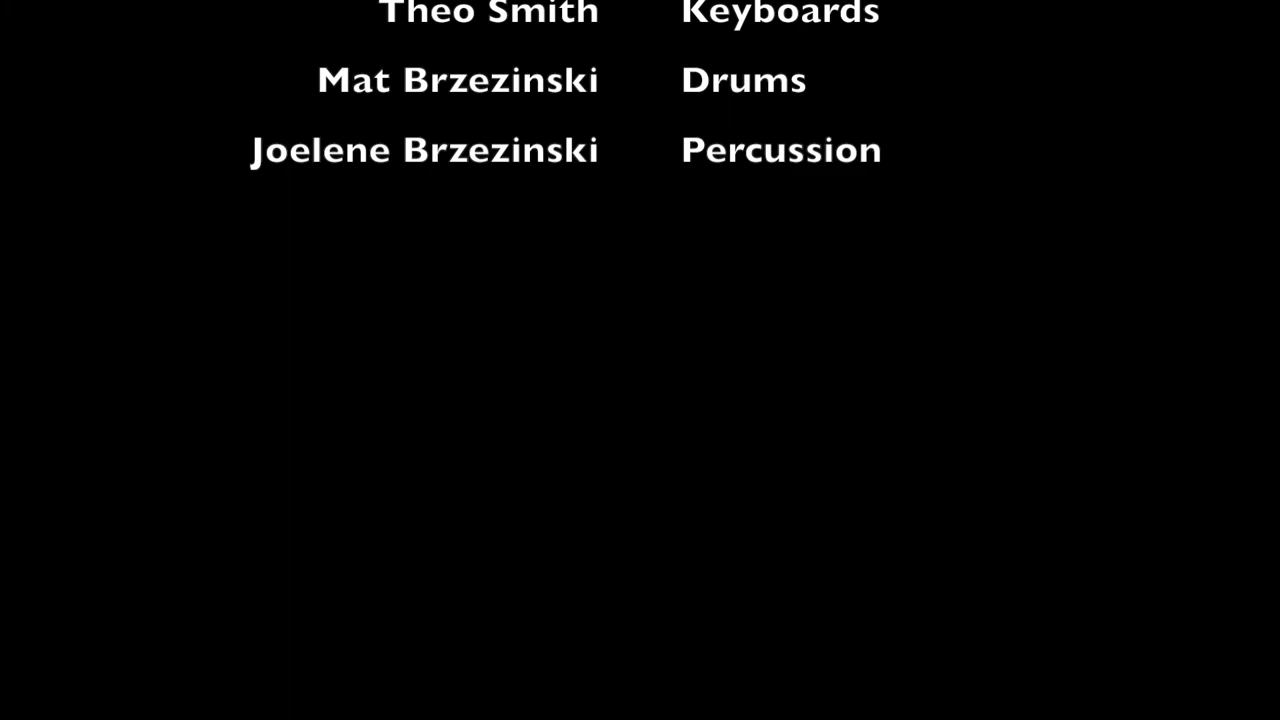 Theo Smith Keyboards
Mat Brzezinski Drums
Joelene Brzezinski Percussion